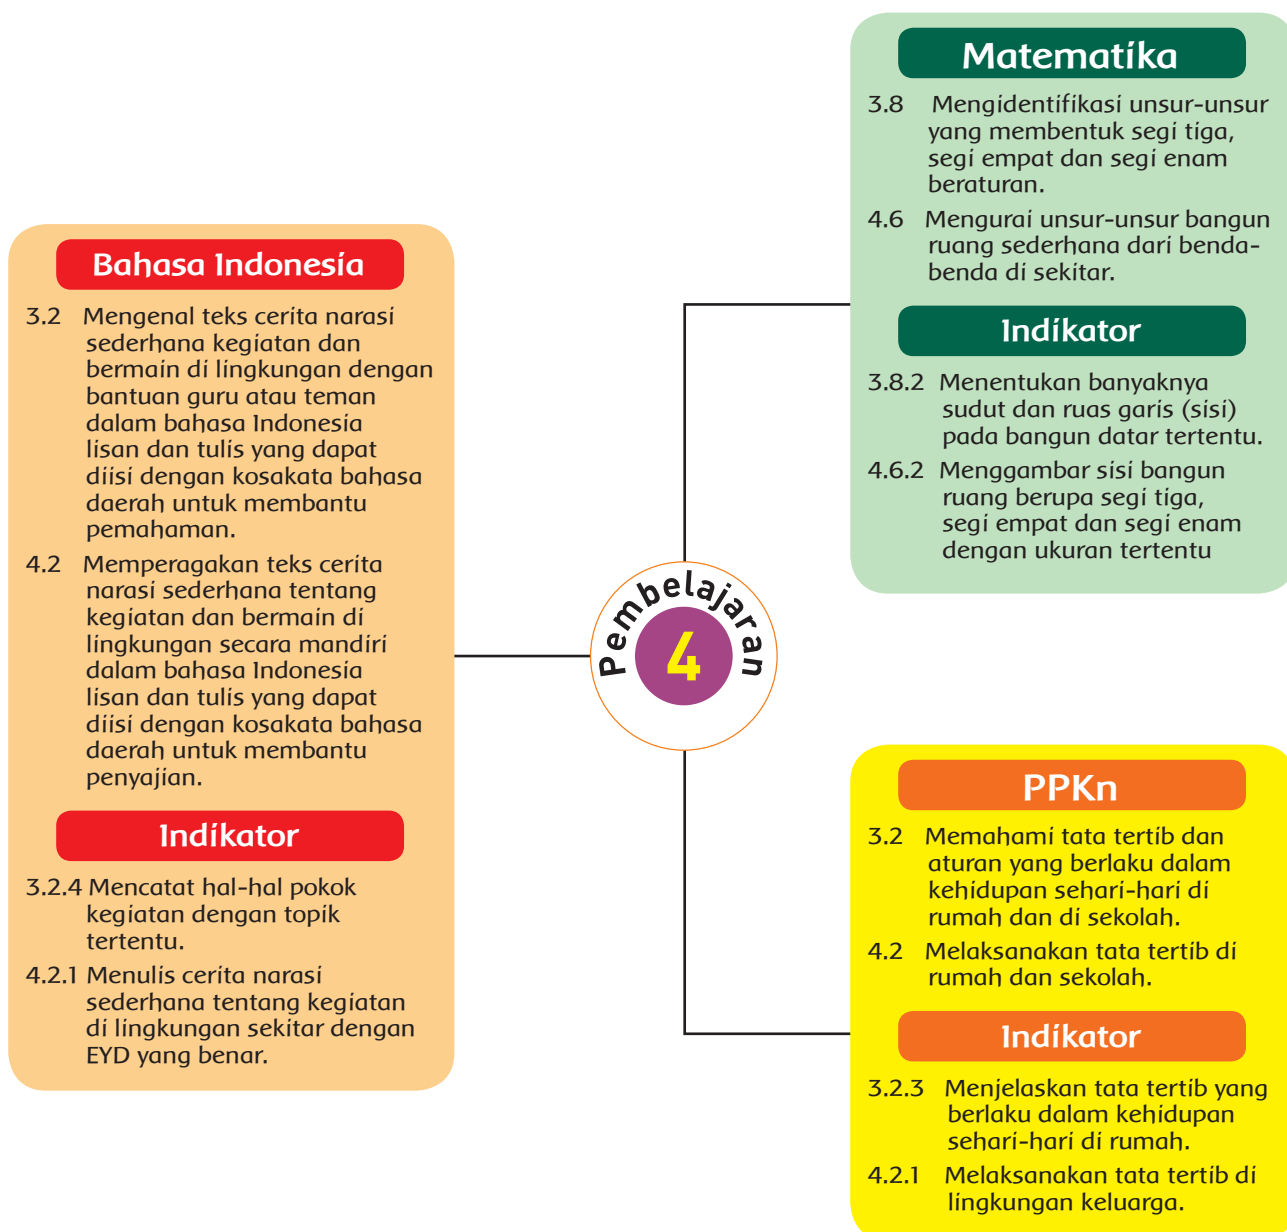 Bahasa Indonesia
3.2 Mengenal teks cerita narasi
sederhana kegiatan dan
bermain di lingkungan dengan
bantuan guru atau teman
dalam bahasa Indonesia
lisan dan tulis yang dapat
diisi dengan kosakata bahasa
daerah untuk membantu
pemahaman.
4.2 Memperagakan teks cerita
narasi sederhana tentang
kegiatan dan bermain di
lingkungan secara mandiri
dalam bahasa Indonesia
lisan dan tulis yang dapat
diisi dengan kosakata bahasa
daerah untuk membantu
penyajian.
Indikator
3.2.4 Mencatat hal-hal pokok
kegiatan dengan topik
tertentu.
4.2.1 Menulis cerita narasi
sederhana tentang kegiatan
di lingkungan sekitar dengan
EYD yang benar.
Pembelajaran
4
Matematika
3.8 Mengidentifikasi unsur-unsur
yang membentuk segi tiga,
segi empat dan segi enam
beraturan.
4.6 Mengurai unsur-unsur bangun
ruang sederhana dari benda-
benda di sekitar.
Indikator
3.8.2 Menentukan banyaknya
sudut dan ruas garis (sisi)
pada bangun datar tertentu.
4.6.2 Menggambar sisi bangun
ruang berupa segi tiga,
segi empat dan segi enam
dengan ukuran tertentu
PPKn
3.2 Memahami tata tertib dan
aturan yang berlaku dalam
kehidupan sehari-hari di
rumah dan di sekolah.
4.2 Melaksanakan tata tertib di
rumah dan sekolah.
Indikator
3.2.3 Menjelaskan tata tertib yang
berlaku dalam kehidupan
sehari-hari di rumah.
4.2.1 Melaksanakan tata tertib di
lingkungan keluarga.